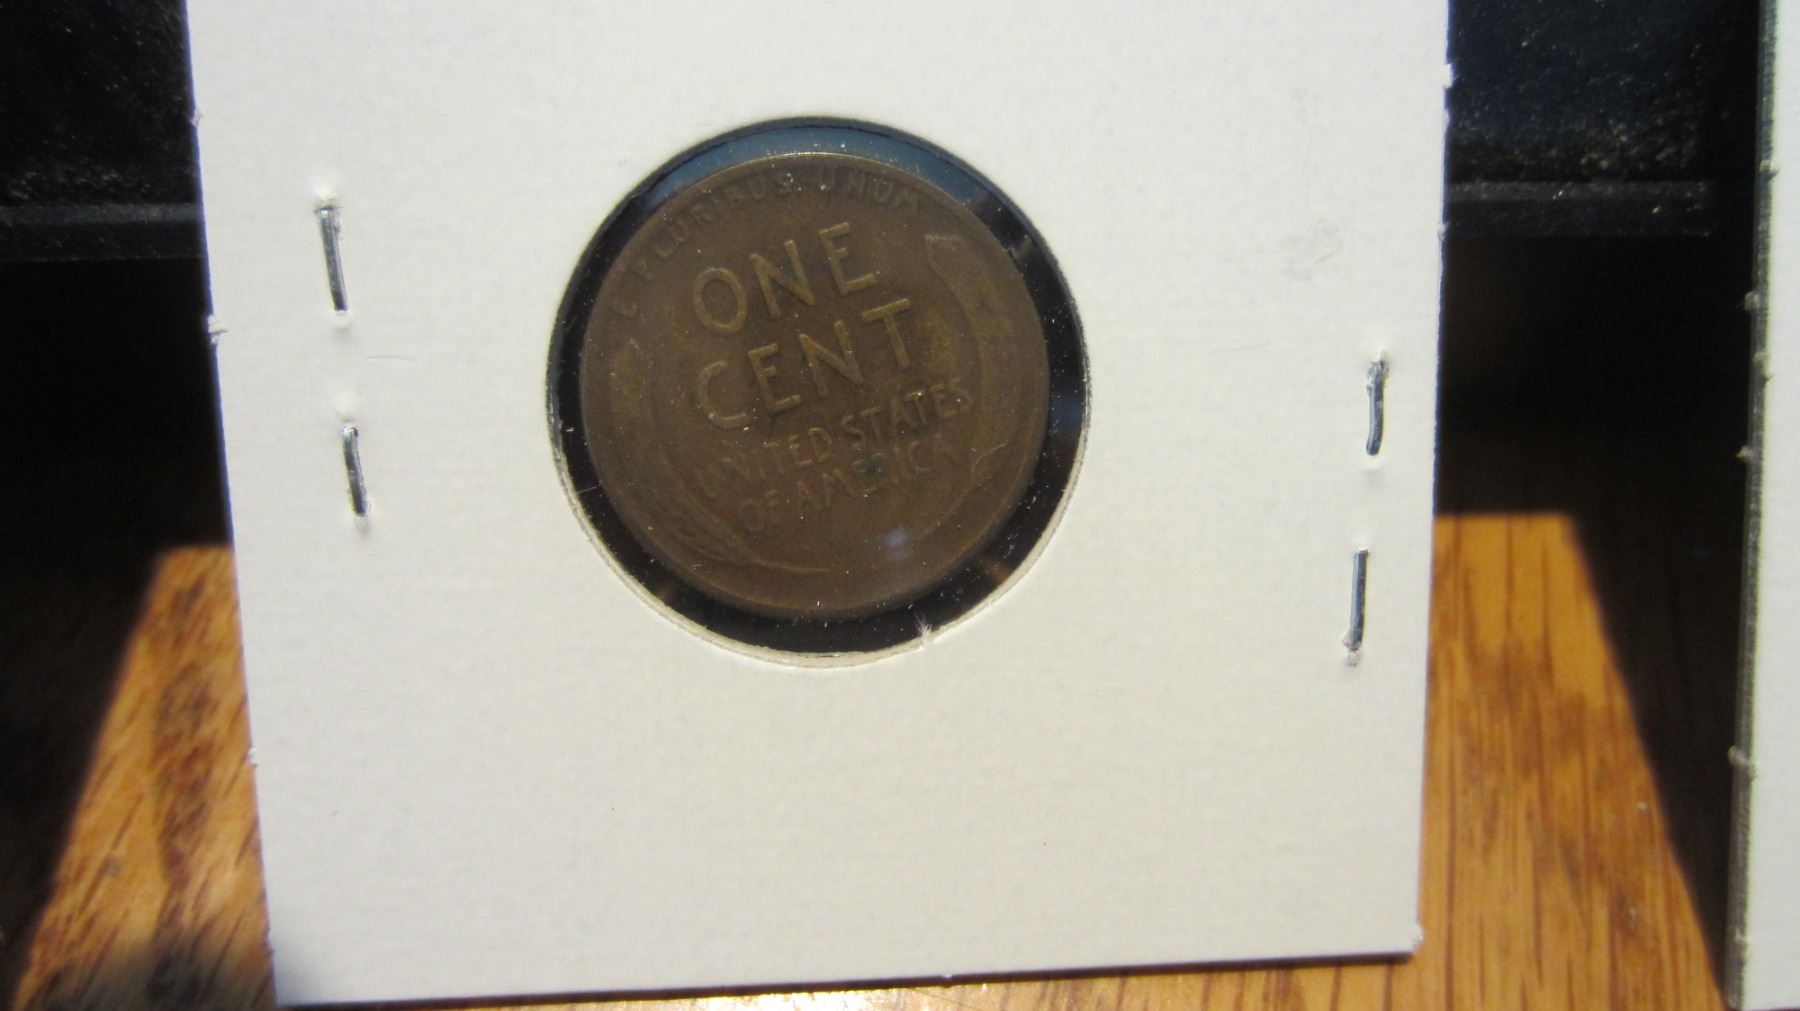 E PLURIBUS UNUM
ONE
CENT
UNITED STATES
OF AMERICA